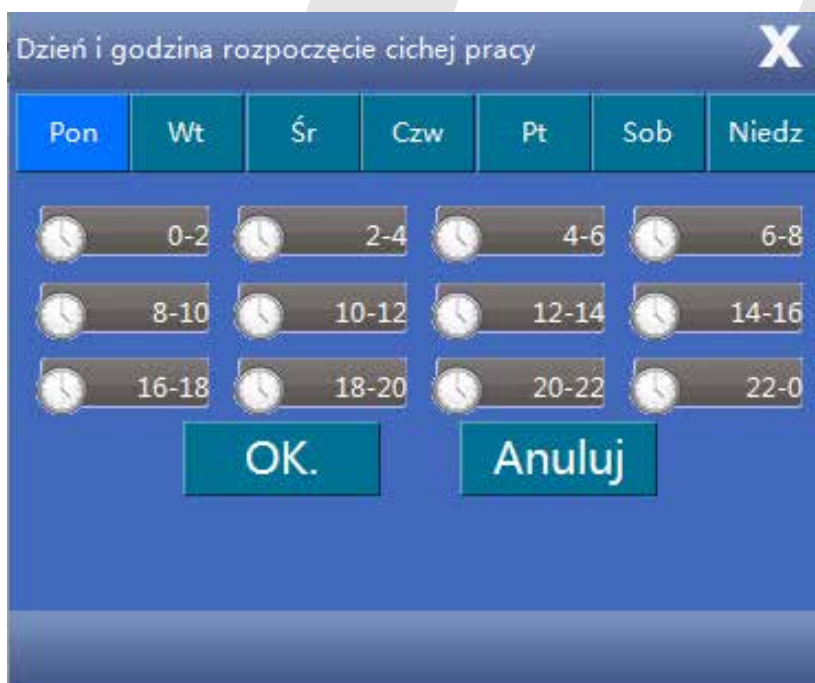 Dzień i godzina rozpoczęcie cichej pracy X
Pon Wt Śr Czw Pt Sob Niedz
0-2 2-4 4-6 6-8
8-10 10-12 12-14 14-16
16-18 18-20 20-22 22-0
OK. Anuluj